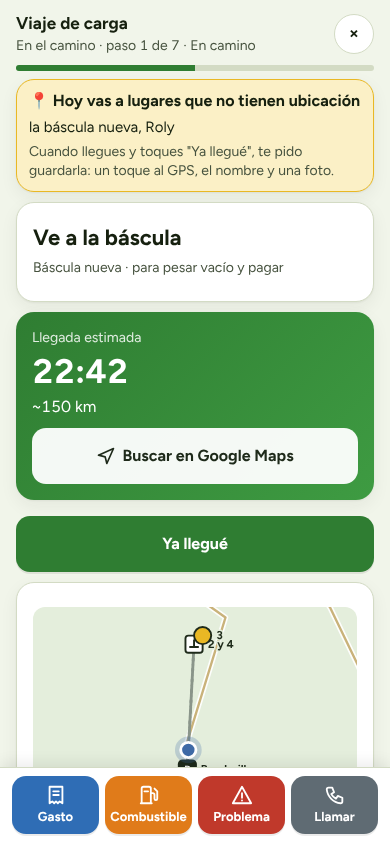 Viaje de carga
En el camino · paso 1 de 7 · En camino
×
📍 Hoy vas a lugares que no tienen ubicación
la báscula nueva, Roly
Cuando llegues y toques "Ya llegué", te pido
guardarla: un toque al GPS, el nombre y una foto.
Ve a la báscula
Báscula nueva · para pesar vacío y pagar
Llegada estimada
22:42
~150 km
Buscar en Google Maps
Ya llegué
3
2 y 4
Gasto
Combustible
Problema
Llamar